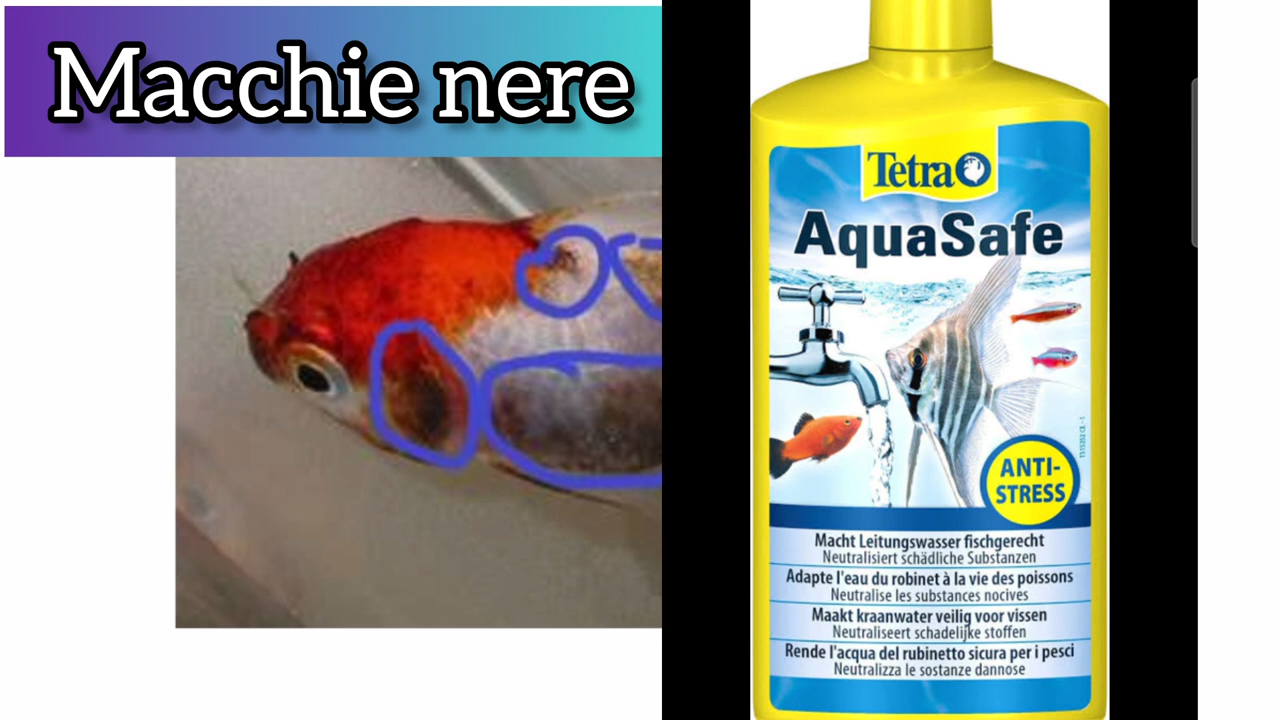 Macchie nere
Tetra
AquaSafe
ANTI-
STRESS
Macht Leitungswasser fischgerecht
Neutralisiert schädliche Substanzen
Adapte l'eau du robinet à la vie des poissons
Neutralise les substances nocives
Maakt kraanwater veilig voor vissen
Neutraliseert schadelijke stoffen
Rende l'acqua del rubinetto sicura per i pesci
Neutralizza le sostanze dannose